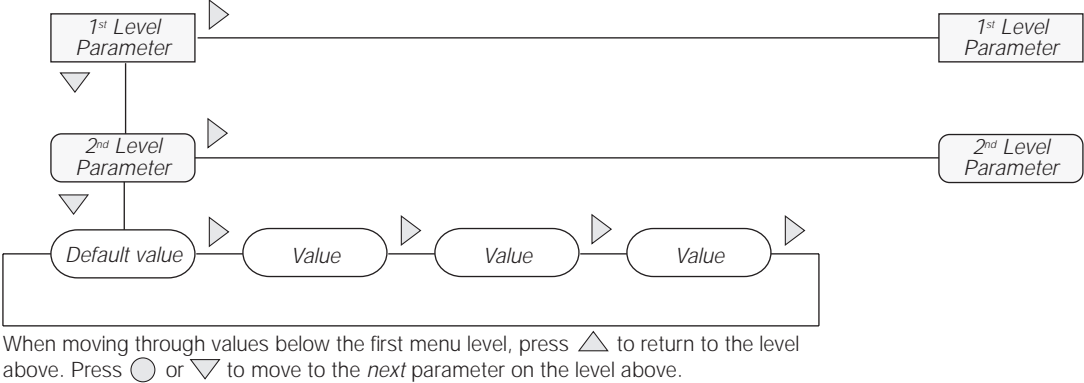 1st Level
Parameter
1st Level
Parameter
2nd Level
Parameter
2nd Level
Parameter
Default value
Value
Value
Value
When moving through values below the first menu level, press to return to the level
above. Press or to move to the next parameter on the level above.